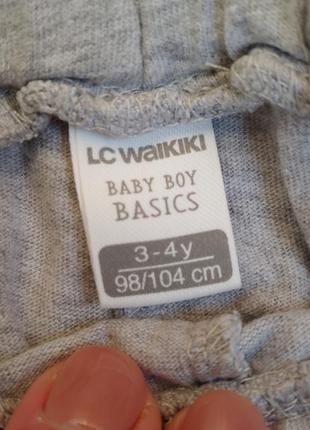 LC WAIKIKI
BABY BOY
BASICS
3-4y
98/104 cm